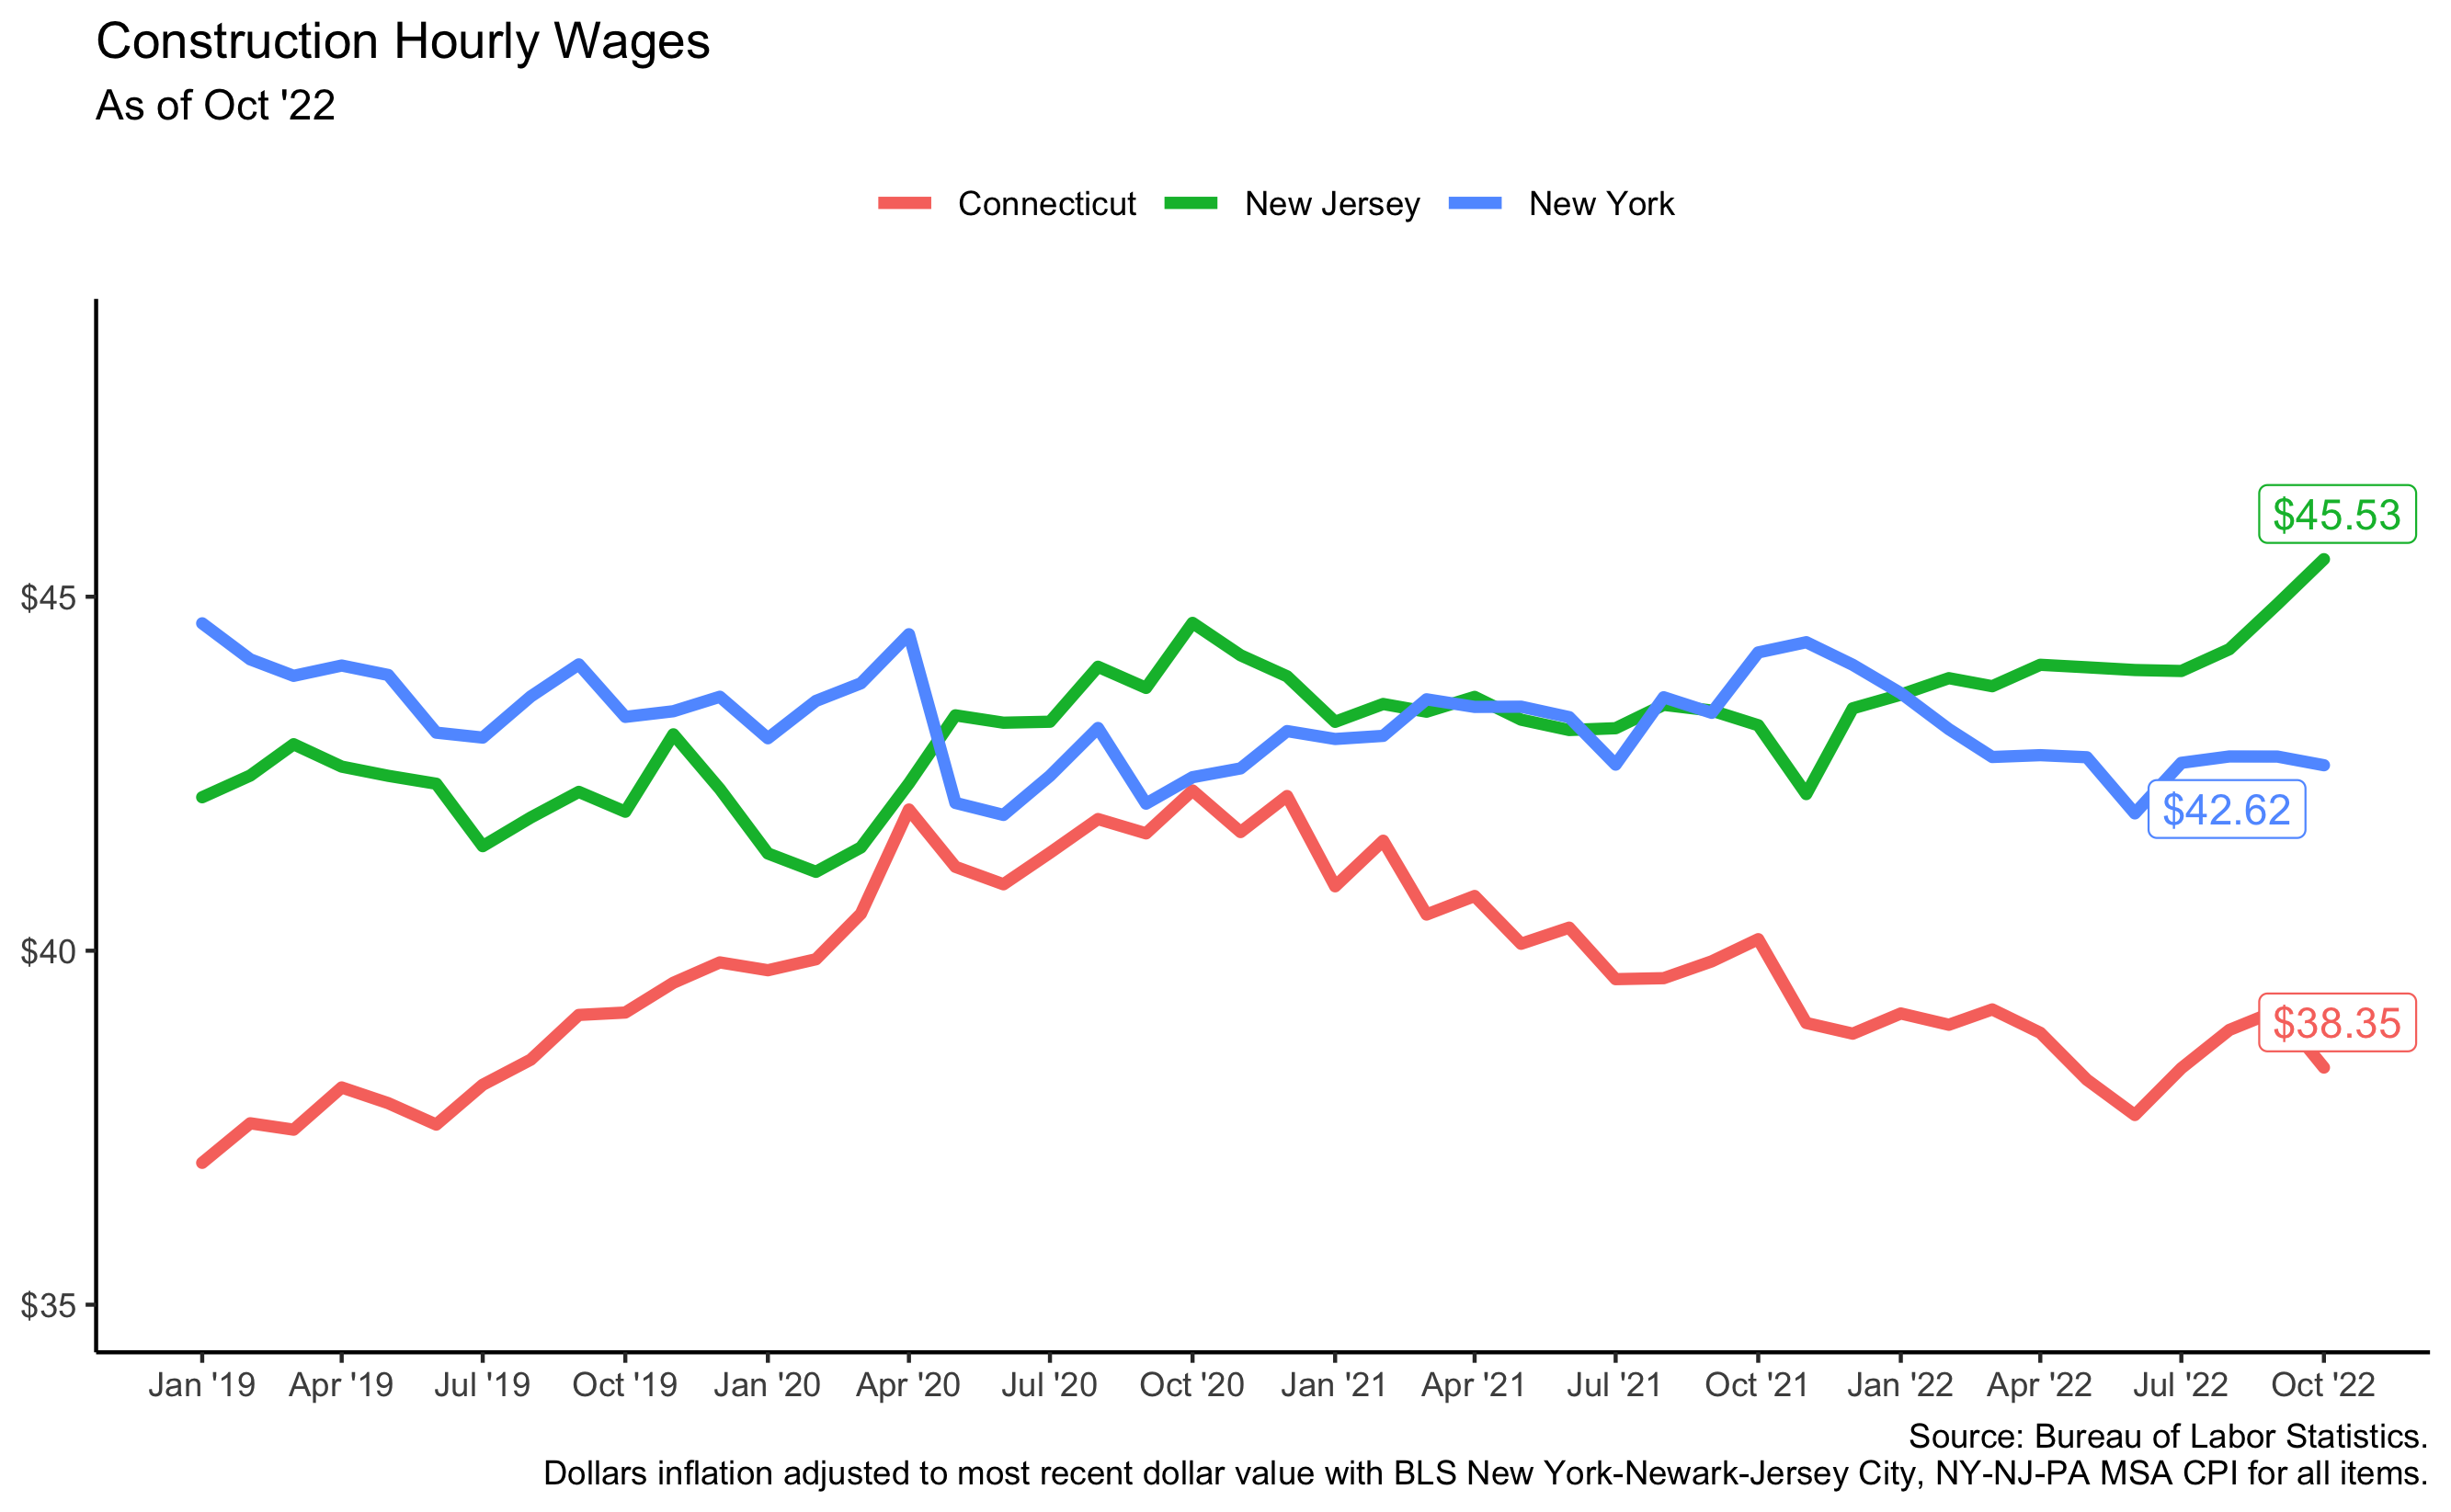 Construction Hourly Wages
As of Oct '22
Connecticut New Jersey New York
$45.53
$45
$42.62
$40
$38.35
$35
Jan '19 Apr '19 Jul '19 Oct '19 Jan '20 Apr '20 Jul '20 Oct '20 Jan '21 Apr '21 Jul '21 Oct '21 Jan '22 Apr '22 Jul '22 Oct '22
Source: Bureau of Labor Statistics.
Dollars inflation adjusted to most recent dollar value with BLS New York-Newark-Jersey City, NY-NJ-PA MSA CPI for all items.